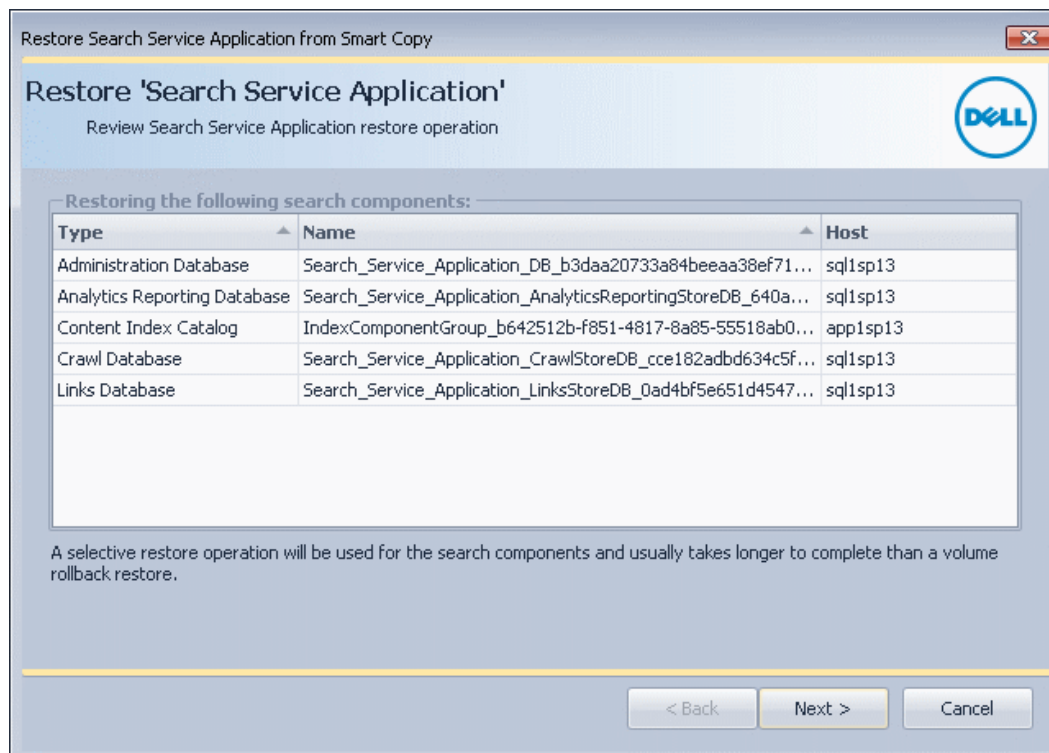 Restore Search Service Application from Smart Copy
Restore 'Search Service Application'
Review Search Service Application restore operation
DELL
Restoring the following search components:
Type Name Host
Administration Database Search_Service_Application_DB_b3daa20733a84beeaa38ef71... sql1sp13
Analytics Reporting Database Search_Service_Application_AnalyticsReportingStoreDB_640a... sql1sp13
Content Index Catalog IndexComponentGroup_b642512b-f851-4817-8a85-55518ab0... app1sp13
Crawl Database Search_Service_Application_CrawlStoreDB_cce182adbd634c5f... sql1sp13
Links Database Search_Service_Application_LinksStoreDB_0ad4bf5e651d4547... sql1sp13
A selective restore operation will be used for the search components and usually takes longer to complete than a volume
rollback restore.
< Back Next > Cancel